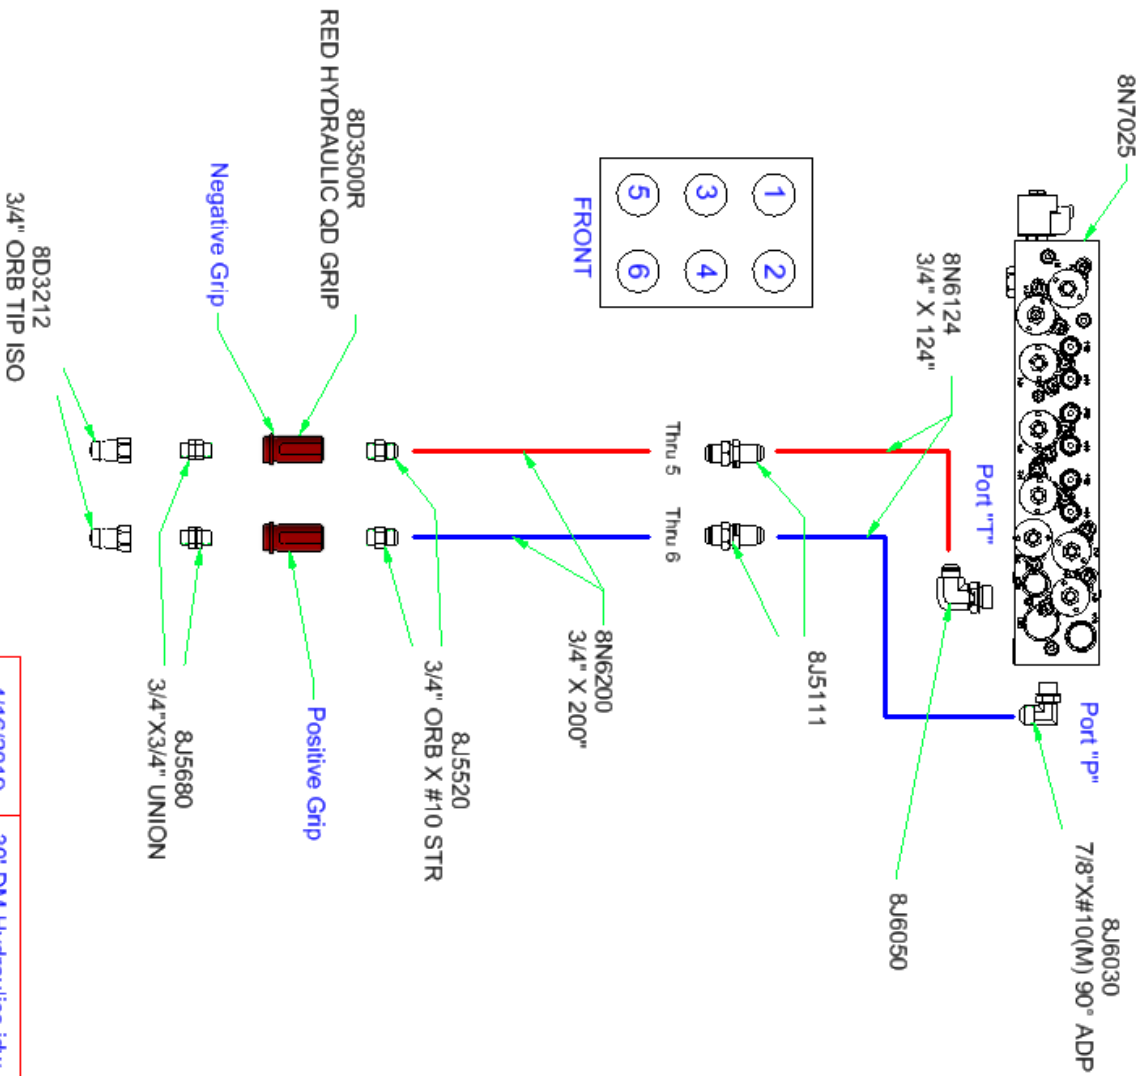 8N7025
8J6030
7/8"X#10(M) 90° ADP
Port "P"
Port "T"
8J6050
8N6124
3/4" X 124"
8J5111
1
2
3
4
5
6
FRONT
Thru 5
Thru 6
8N6200
3/4" X 200"
8J5520
3/4" ORB X #10 STR
8D3500R
RED HYDRAULIC QD GRIP
Negative Grip
Positive Grip
8J5680
3/4"X3/4" UNION
8D3212
3/4" ORB TIP ISO